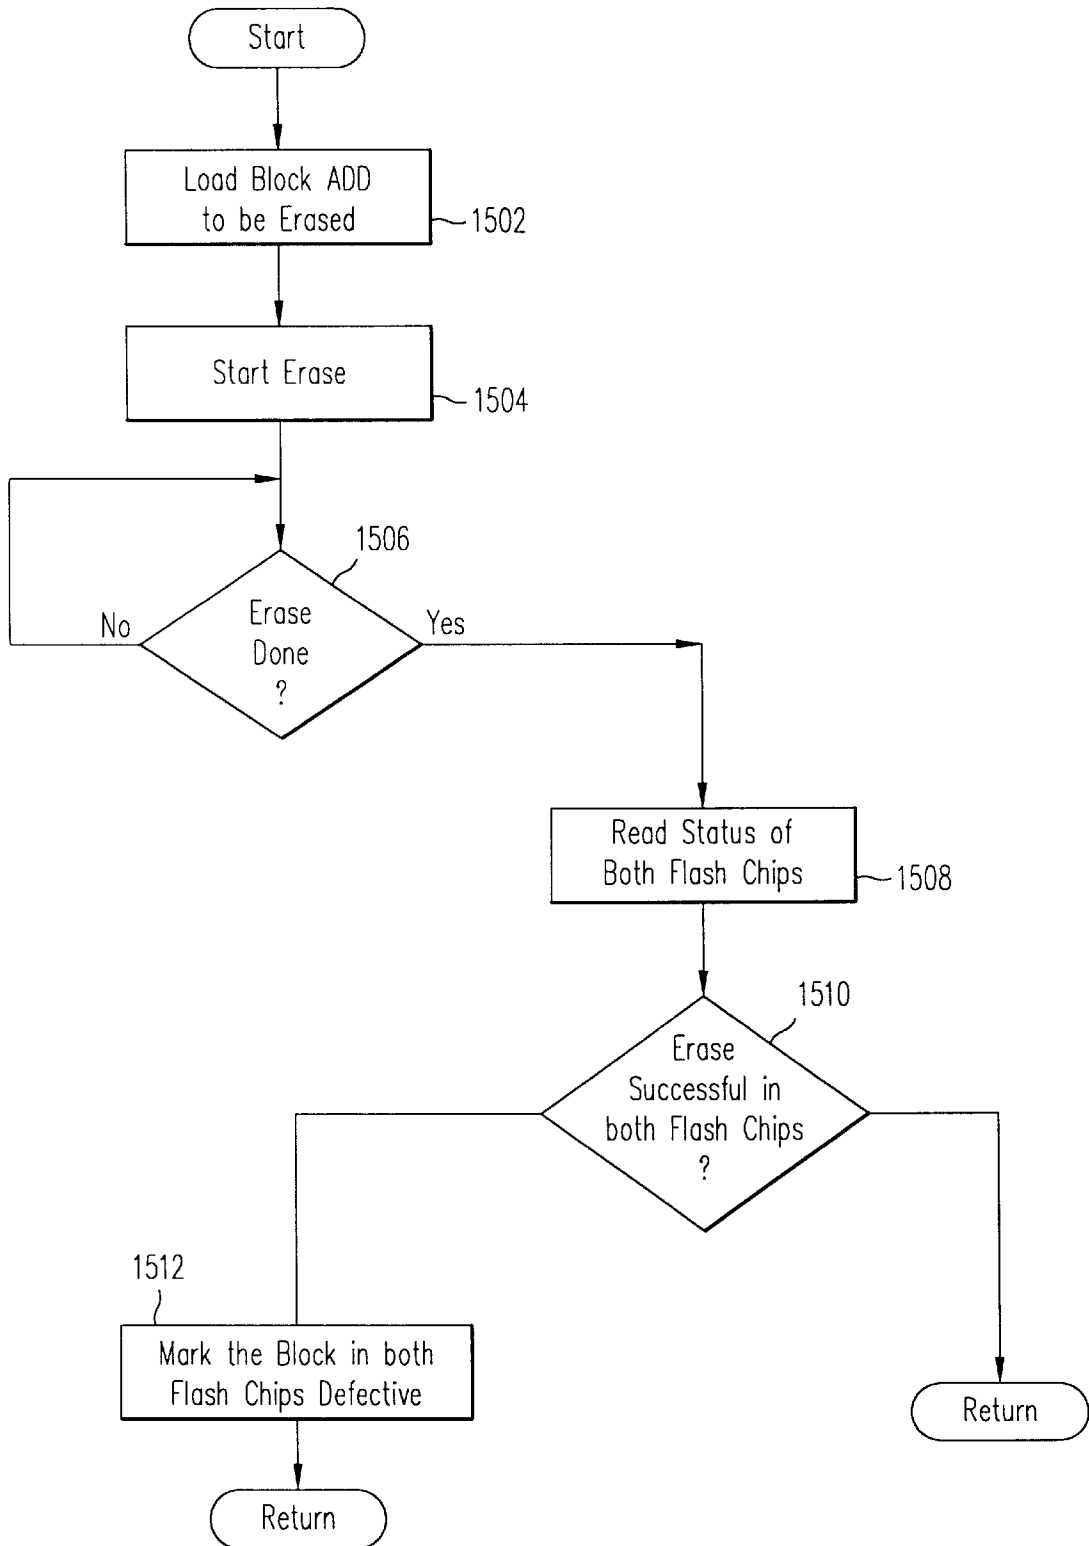 Start
Load Block ADD
to be Erased
1502
Start Erase
1504
1506
Erase
Done
?
No
Yes
Read Status of
Both Flash Chips
1508
1510
Erase
Successful in
both Flash Chips
?
1512
Mark the Block in both
Flash Chips Defective
Return
Return